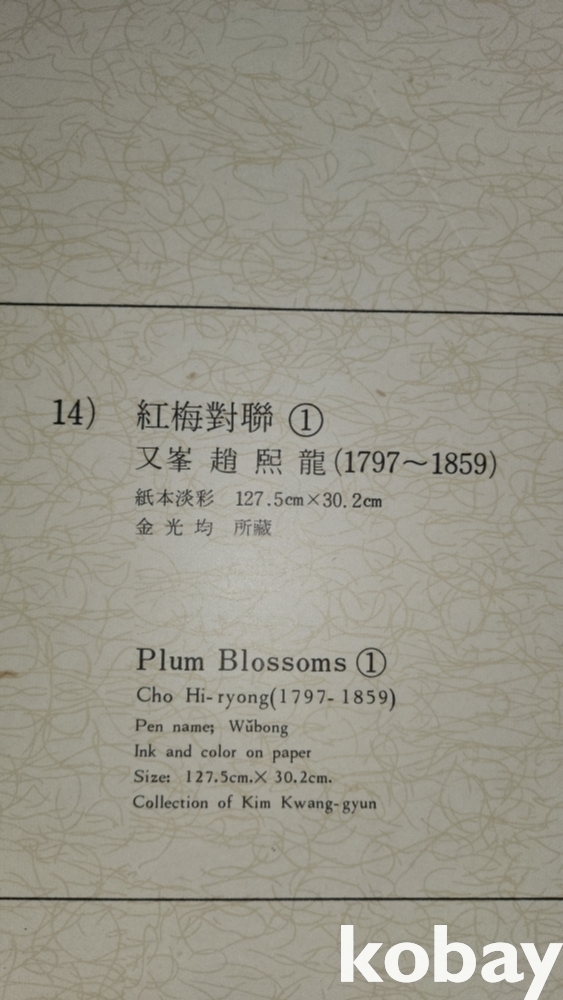 14) 紅梅對聯 ①
又峯 趙熙龍(1797～1859)
紙本淡彩 127.5cm×30.2cm
金光均 所藏
Plum Blossoms ①
Cho Hi-ryong(1797-1859)
Pen name; Wŭbong
Ink and color on paper
Size: 127.5cm.× 30.2cm.
Collection of Kim Kwang-gyun
kobay